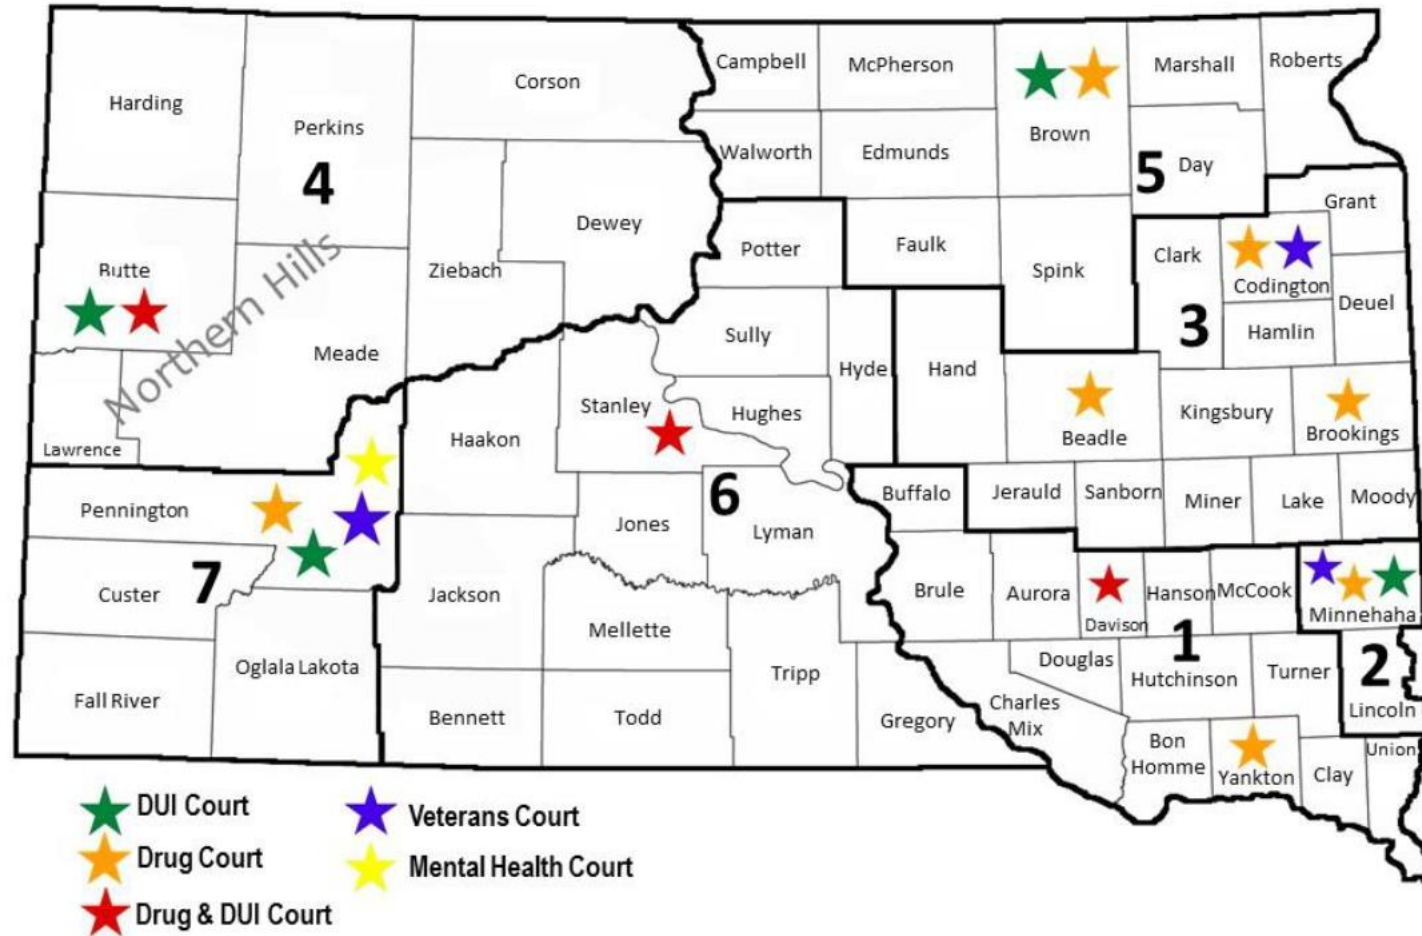 Harding
Perkins
Corson
Campbell
McPherson
Marshall
Roberts
Brown
Walworth
Edmunds
5
Day
4
Dewey
Grant
Butte
Ziebach
Potter
Faulk
Spink
Clark
Codington
Deuel
Northern Hills
Meade
Sully
3
Hamlin
Hyde
Hand
Stanley
Hughes
Kingsbury
Lawrence
Haakon
Beadle
Brookings
Pennington
6
Buffalo
Jerauld
Sanborn
Miner
Lake
Moody
Jones
Lyman
Custer
7
Jackson
Brule
Aurora
Davison
Hanson
McCook
Minnehaha
Mellette
1
Oglala Lakota
Douglas
Hutchinson
Turner
2
Fall River
Tripp
Lincoln
Bennett
Todd
Gregory
Charles
Mix
Bon
Homme
Yankton
Clay
Union
DUI Court
Veterans Court
Drug Court
Mental Health Court
Drug & DUI Court